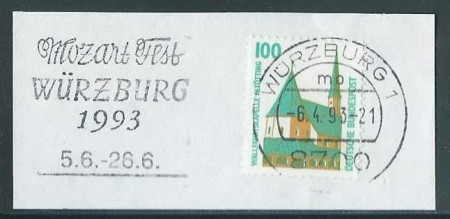 Mozart Fest
WÜRZBURG
1993
5.6.-26.6.
100
WALLFAHRTSKAPELLE ALTÖTTING
DEUTSCHE BUNDESPOST
WÜRZBURG 1
mb
-6.4.93-21
8700